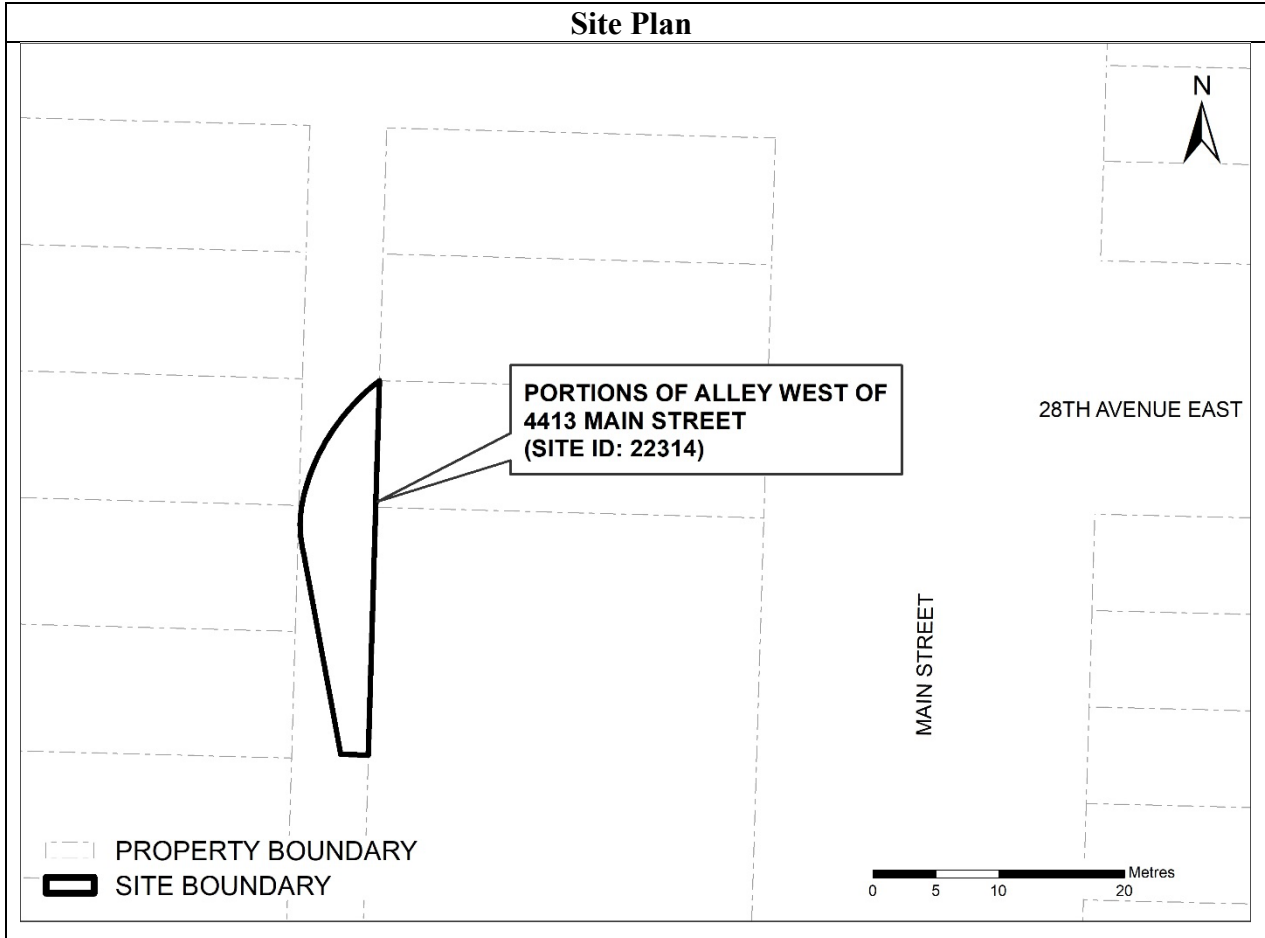 Site Plan
N
PORTIONS OF ALLEY WEST OF
4413 MAIN STREET
(SITE ID: 22314)
28TH AVENUE EAST
MAIN STREET
PROPERTY BOUNDARY
SITE BOUNDARY
Metres
0 5 10 20